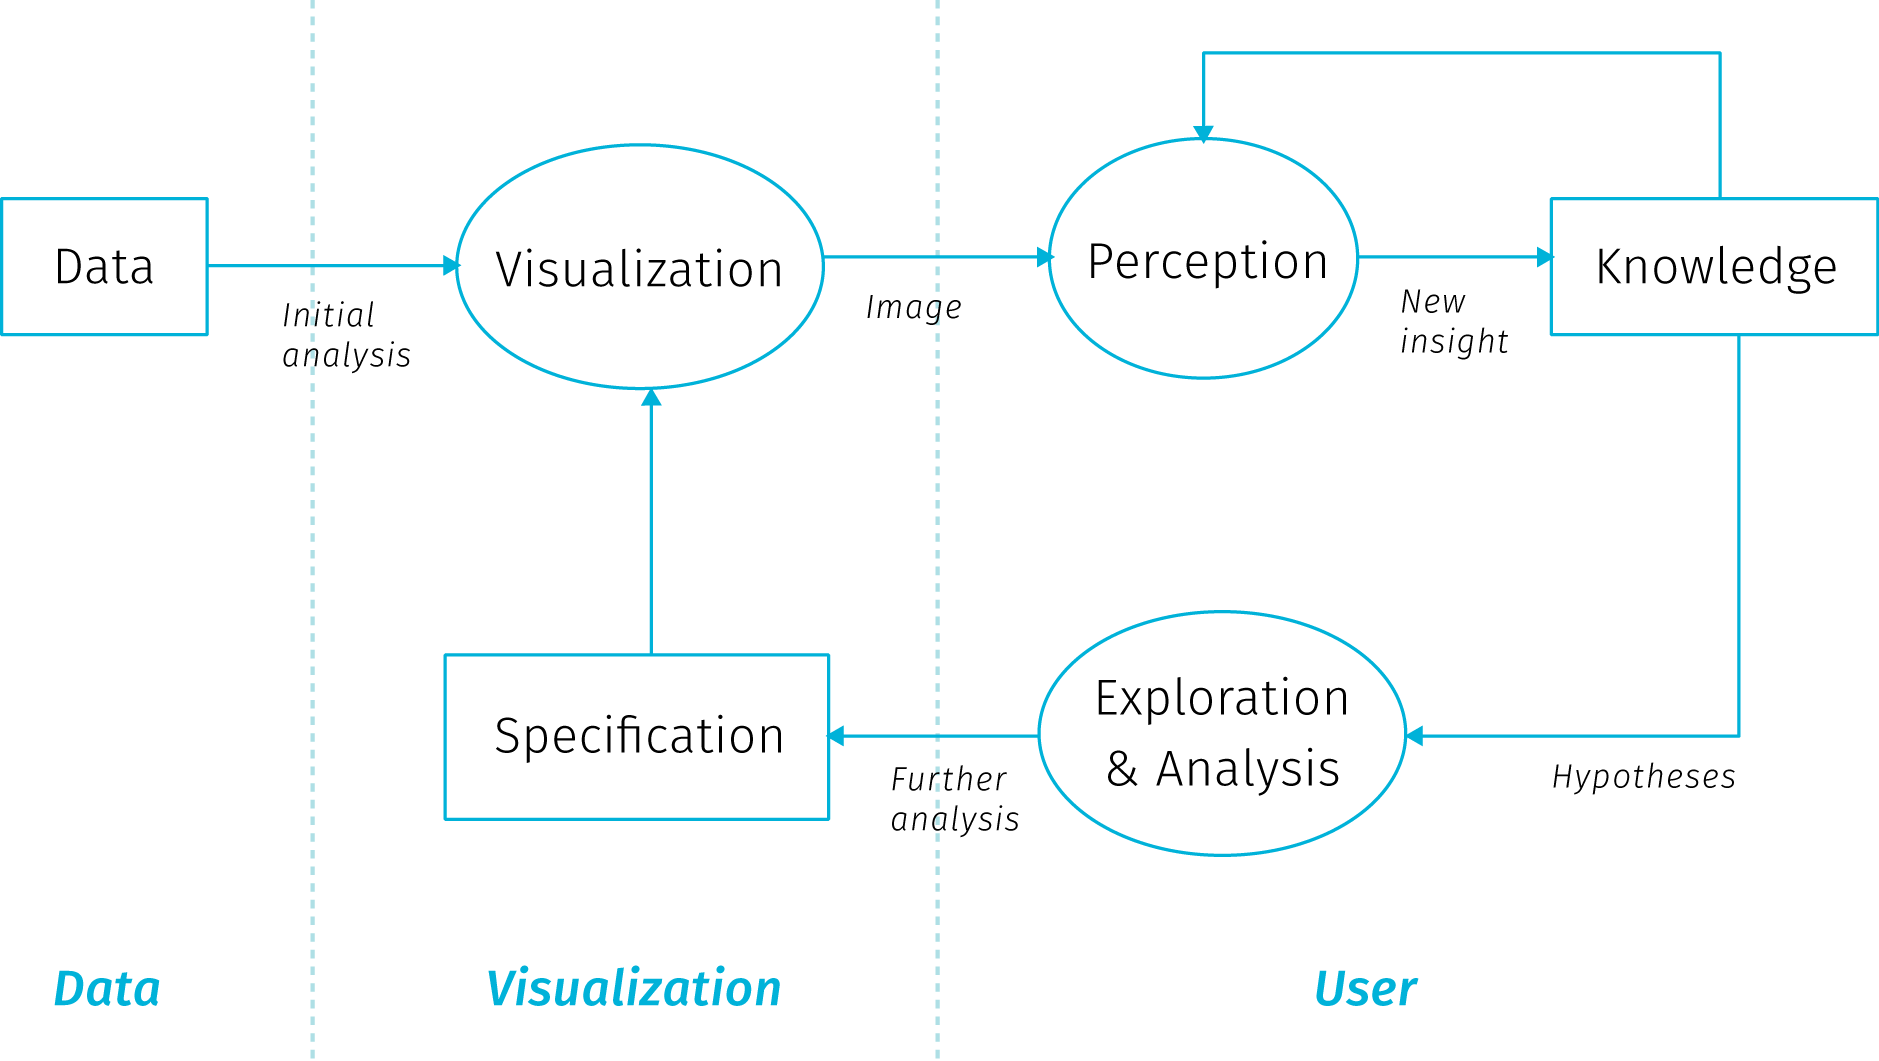 Data
Initial
analysis
Visualization
Image
Perception
New
insight
Knowledge
Specification
Further
analysis
Exploration
& Analysis
Hypotheses
Data
Visualization
User